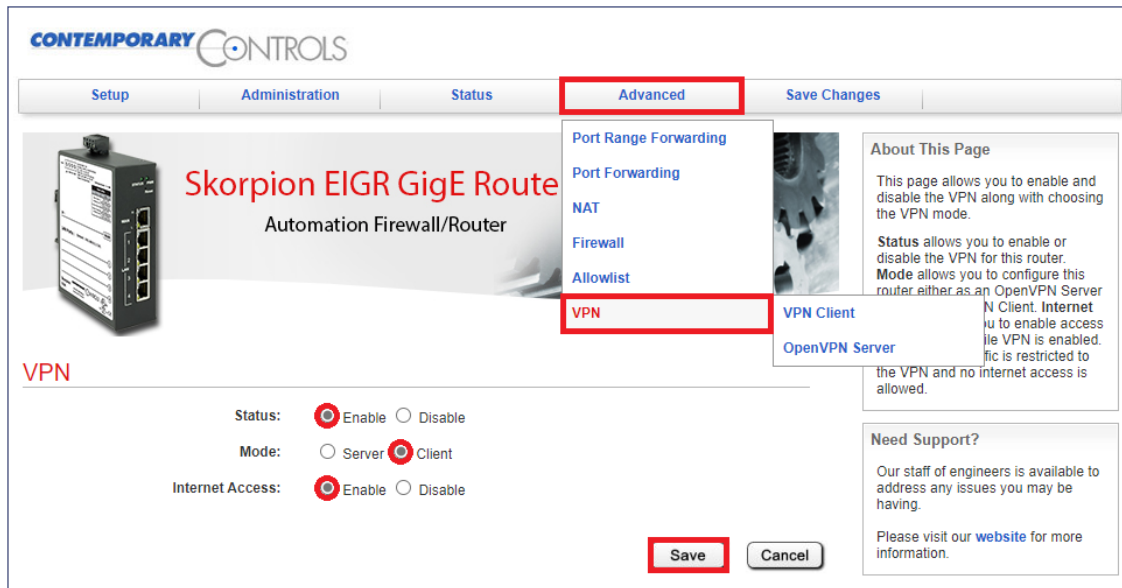 CONTEMPORARY CONTROLS
Setup
Administration
Status
Advanced
Save Changes
Port Range Forwarding
Port Forwarding
NAT
Firewall
Allowlist
VPN
VPN Client
OpenVPN Server
Skorpion EIGR GigE Route
Automation Firewall/Router
About This Page
This page allows you to enable and
disable the VPN along with choosing
the VPN mode.
Status allows you to enable or
disable the VPN for this router.
Mode allows you to configure this
router either as an OpenVPN Server
N Client. Internet
u to enable access
ile VPN is enabled.
fic is restricted to
the VPN and no internet access is
allowed.
VPN
Status: Enable Disable
Mode: Server Client
Internet Access: Enable Disable
Save Cancel
Need Support?
Our staff of engineers is available to
address any issues you may be
having.
Please visit our website for more
information.